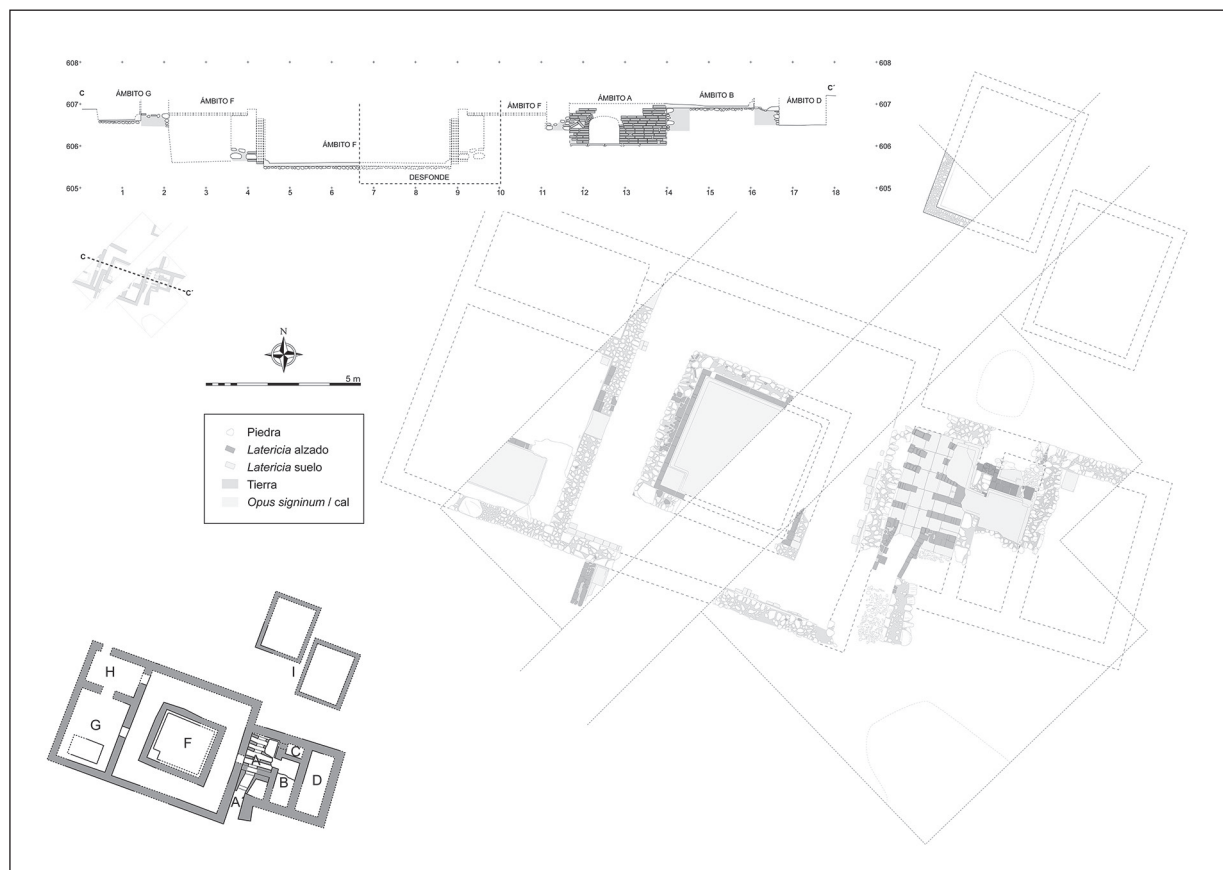 608
608
C
ÁMBITO G
ÁMBITO F
ÁMBITO F
ÁMBITO A
ÁMBITO B
ÁMBITO D
C´
607
607
606
ÁMBITO F
606
DESFONDE
605
1 2 3 4 5 6 7 8 9 10 11 12 13 14 15 16 17 18
605
C
C´
N
5 m
Piedra
Latericia alzado
Latericia suelo
Tierra
Opus signinum / cal
H
I
G
F
A
C
B
D
A´